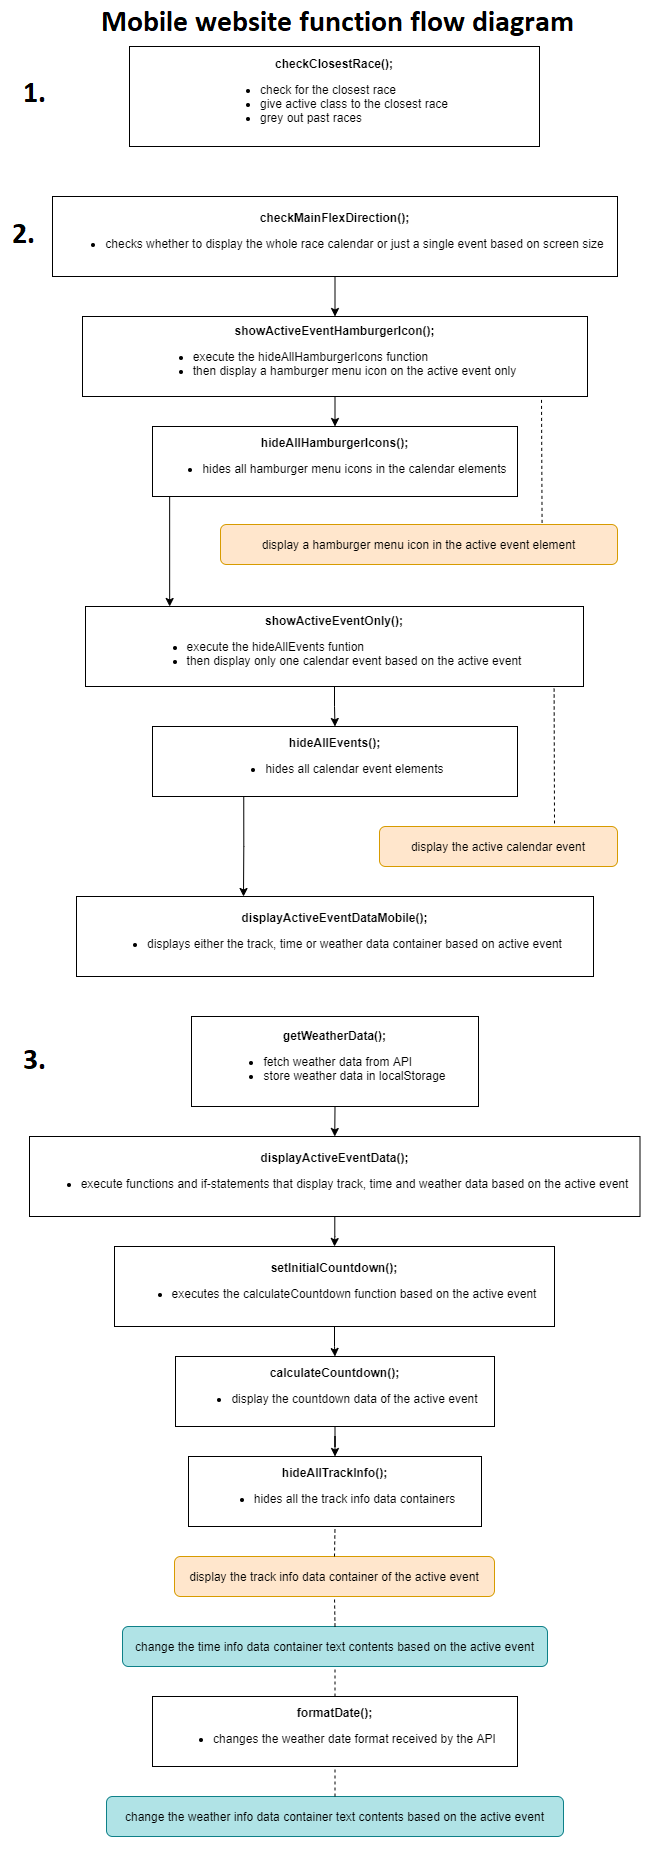 Mobile website function flow diagram
1.
checkClosestRace();
• check for the closest race
• give active class to the closest race
• grey out past races
2.
checkMainFlexDirection();
• checks whether to display the whole race calendar or just a single event based on screen size
showActiveEventHamburgerIcon();
• execute the hideAllHamburgerIcons function
• then display a hamburger menu icon on the active event only
hideAllHamburgerIcons();
• hides all hamburger menu icons in the calendar elements
display a hamburger menu icon in the active event element
showActiveEventOnly();
• execute the hideAllEvents funtion
• then display only one calendar event based on the active event
hideAllEvents();
• hides all calendar event elements
display the active calendar event
displayActiveEventDataMobile();
• displays either the track, time or weather data container based on active event
3.
getWeatherData();
• fetch weather data from API
• store weather data in localStorage
displayActiveEventData();
• execute functions and if-statements that display track, time and weather data based on the active event
setInitialCountdown();
• executes the calculateCountdown function based on the active event
calculateCountdown();
• display the countdown data of the active event
hideAllTrackInfo();
• hides all the track info data containers
display the track info data container of the active event
change the time info data container text contents based on the active event
formatDate();
• changes the weather date format received by the API
change the weather info data container text contents based on the active event